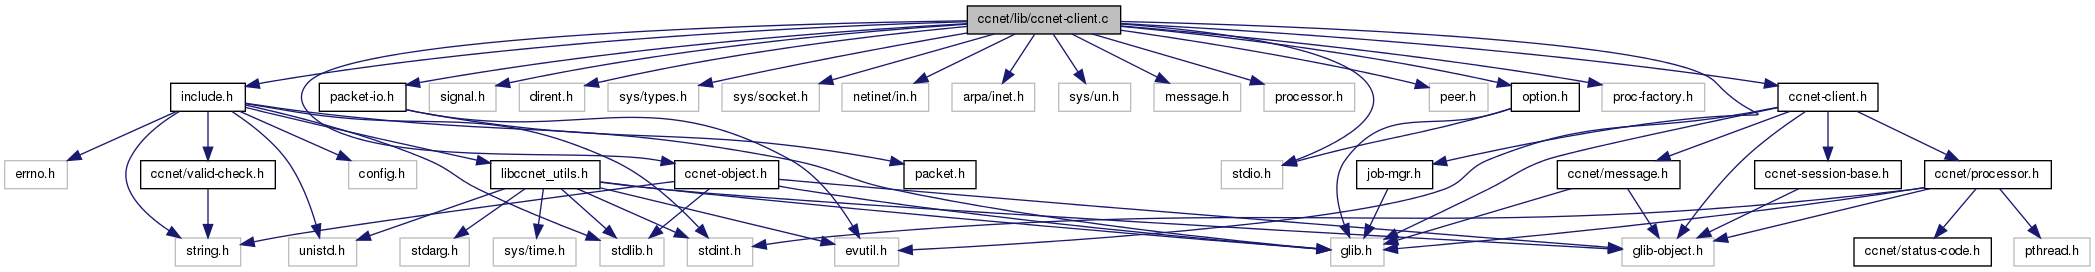 ccnet/lib/ccnet-client.c
include.h
packet-io.h
signal.h
dirent.h
sys/types.h
sys/socket.h
netinet/in.h
arpa/inet.h
sys/un.h
message.h
processor.h
peer.h
option.h
proc-factory.h
ccnet-client.h
errno.h
ccnet/valid-check.h
config.h
libccnet_utils.h
ccnet-object.h
packet.h
stdio.h
job-mgr.h
ccnet/message.h
ccnet-session-base.h
ccnet/processor.h
string.h
unistd.h
stdarg.h
sys/time.h
stdlib.h
stdint.h
evutil.h
glib.h
glib-object.h
ccnet/status-code.h
pthread.h